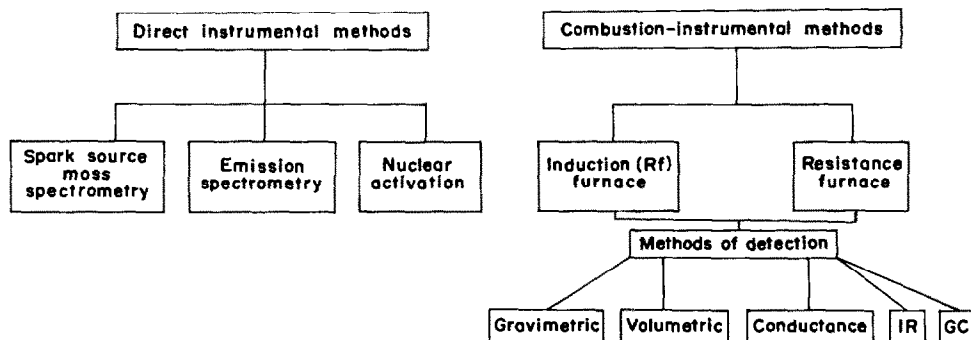 Direct instrumental methods
Spark source
moss
spectrometry
Emission
spectrometry
Nuclear
activation
Combustion-instrumental methods
Induction (Rf)
furnace
Resistance
furnace
Methods of detection
Gravimetric
Volumetric
Conductance
IR
GC